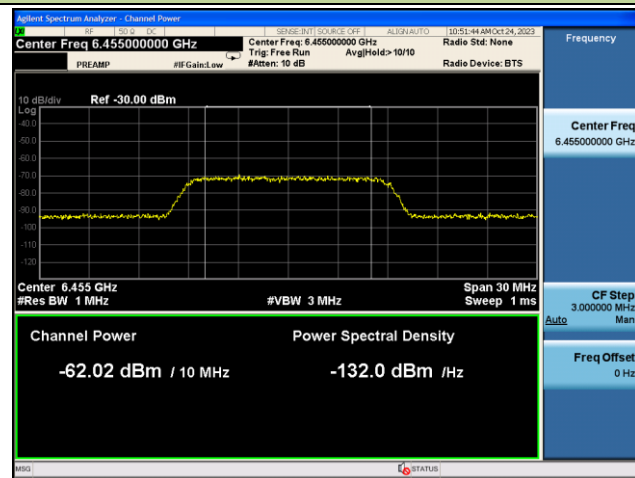 Agilent Spectrum Analyzer - Channel Power
RF 50 Ω DC SENSE:INT SOURCE OFF ALIGNAUTO 10:51:44 AM Oct 24, 2023
Center Freq 6.455000000 GHz
Center Freq: 6.455000000 GHz
Radio Std: None
Trig: Free Run Avg|Hold:> 10/10
PREAMP #IFGain:Low #Atten: 10 dB Radio Device: BTS
10 dB/div Ref -30.00 dBm
Log
-40.0
-50.0
-60.0
-70.0
-80.0
-90.0
-100
-110
-120
Center 6.455 GHz Span 30 MHz
#Res BW 1 MHz #VBW 3 MHz Sweep 1 ms
Channel Power Power Spectral Density
-62.02 dBm / 10 MHz -132.0 dBm /Hz
MSG STATUS
Frequency
Center Freq
6.455000000 GHz
CF Step
3.000000 MHz
Auto Man
Freq Offset
0 Hz